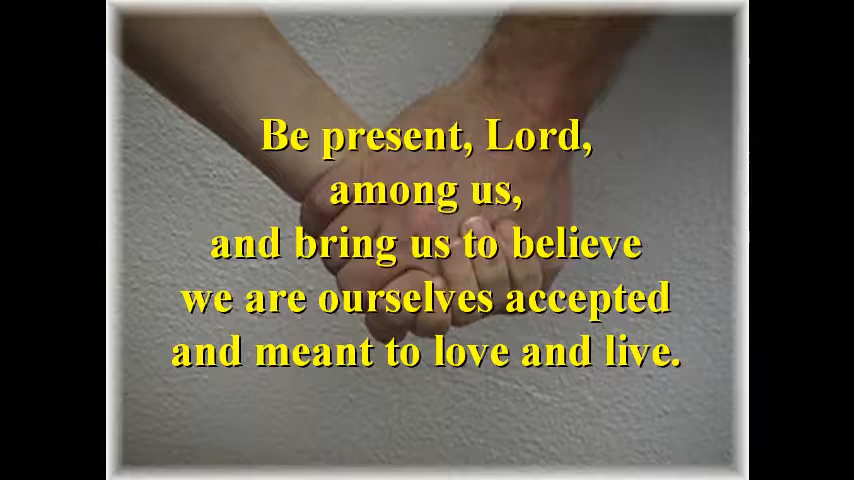 Be present, Lord,
among us,
and bring us to believe
we are ourselves accepted
and meant to love and live.